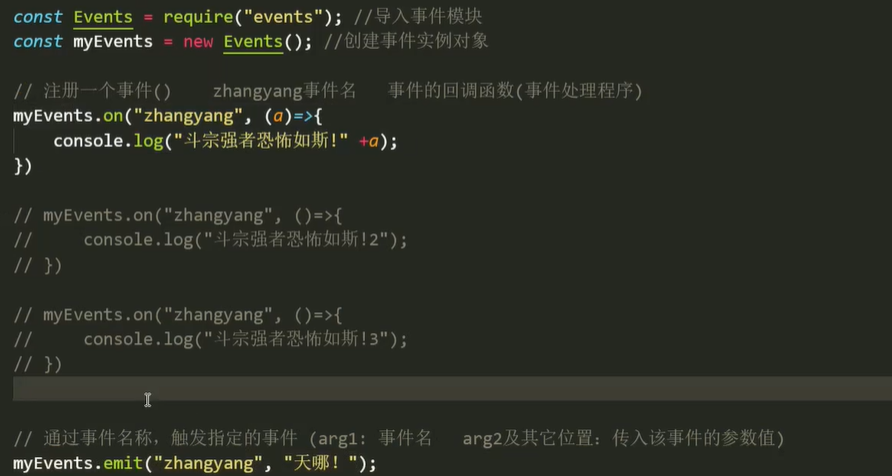 const Events = require("events"); //导入事件模块
const myEvents = new Events(); //创建事件实例对象
// 注册一个事件()    zhangyang事件名   事件的回调函数(事件处理程序)
myEvents.on("zhangyang", (a)=>{
    console.log("斗宗强者恐怖如斯!" +a);
})
// myEvents.on("zhangyang", ()=>{
//     console.log("斗宗强者恐怖如斯!2");
// })
// myEvents.on("zhangyang", ()=>{
//     console.log("斗宗强者恐怖如斯!3");
// })
// 通过事件名称，触发指定的事件 (arg1: 事件名   arg2及其它位置: 传入该事件的参数值)
myEvents.emit("zhangyang", "天哪! ");